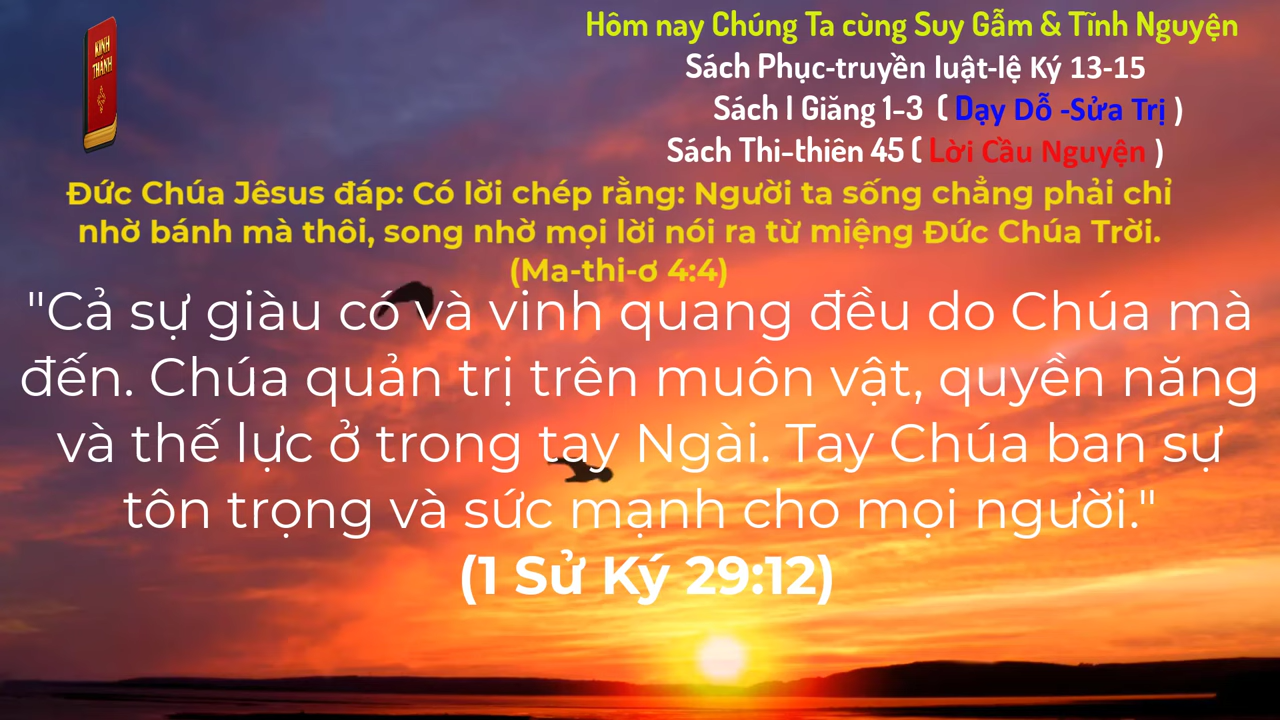 KINH
THÁNH
Hôm nay Chúng Ta cùng Suy Gẫm & Tĩnh Nguyện
Sách Phục-truyền luật-lệ Ký 13-15
Sách I Giăng 1-3 ( Dạy Dỗ -Sửa Trị )
Sách Thi-thiên 45 ( Lời Cầu Nguyện )
Đức Chúa Jêsus đáp: Có lời chép rằng: Người ta sống chẳng phải chỉ
nhờ bánh mà thôi, song nhờ mọi lời nói ra từ miệng Đức Chúa Trời.
(Ma-thi-ơ 4:4)
"Cả sự giàu có và vinh quang đều do Chúa mà
đến. Chúa quản trị trên muôn vật, quyền năng
và thế lực ở trong tay Ngài. Tay Chúa ban sự
tôn trọng và sức mạnh cho mọi người."
(1 Sử Ký 29:12)